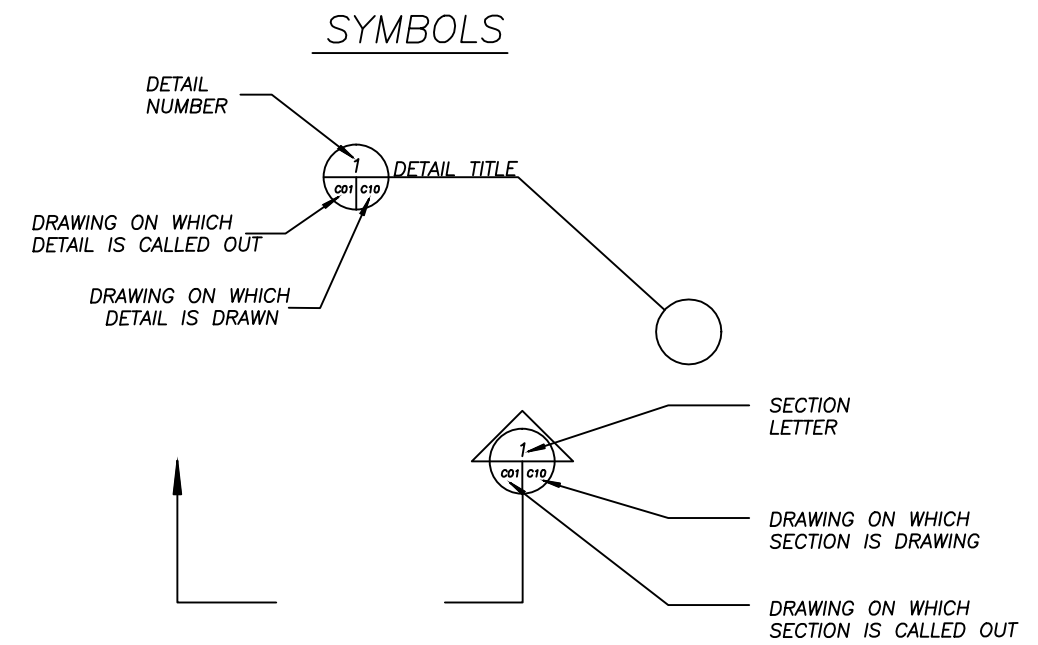 SYMBOLS
DETAIL
NUMBER
1
DETAIL TITLE
C01 C10
DRAWING ON WHICH
DETAIL IS CALLED OUT
DRAWING ON WHICH
DETAIL IS DRAWN
SECTION
LETTER
1
C01 C10
DRAWING ON WHICH
SECTION IS DRAWING
DRAWING ON WHICH
SECTION IS CALLED OUT